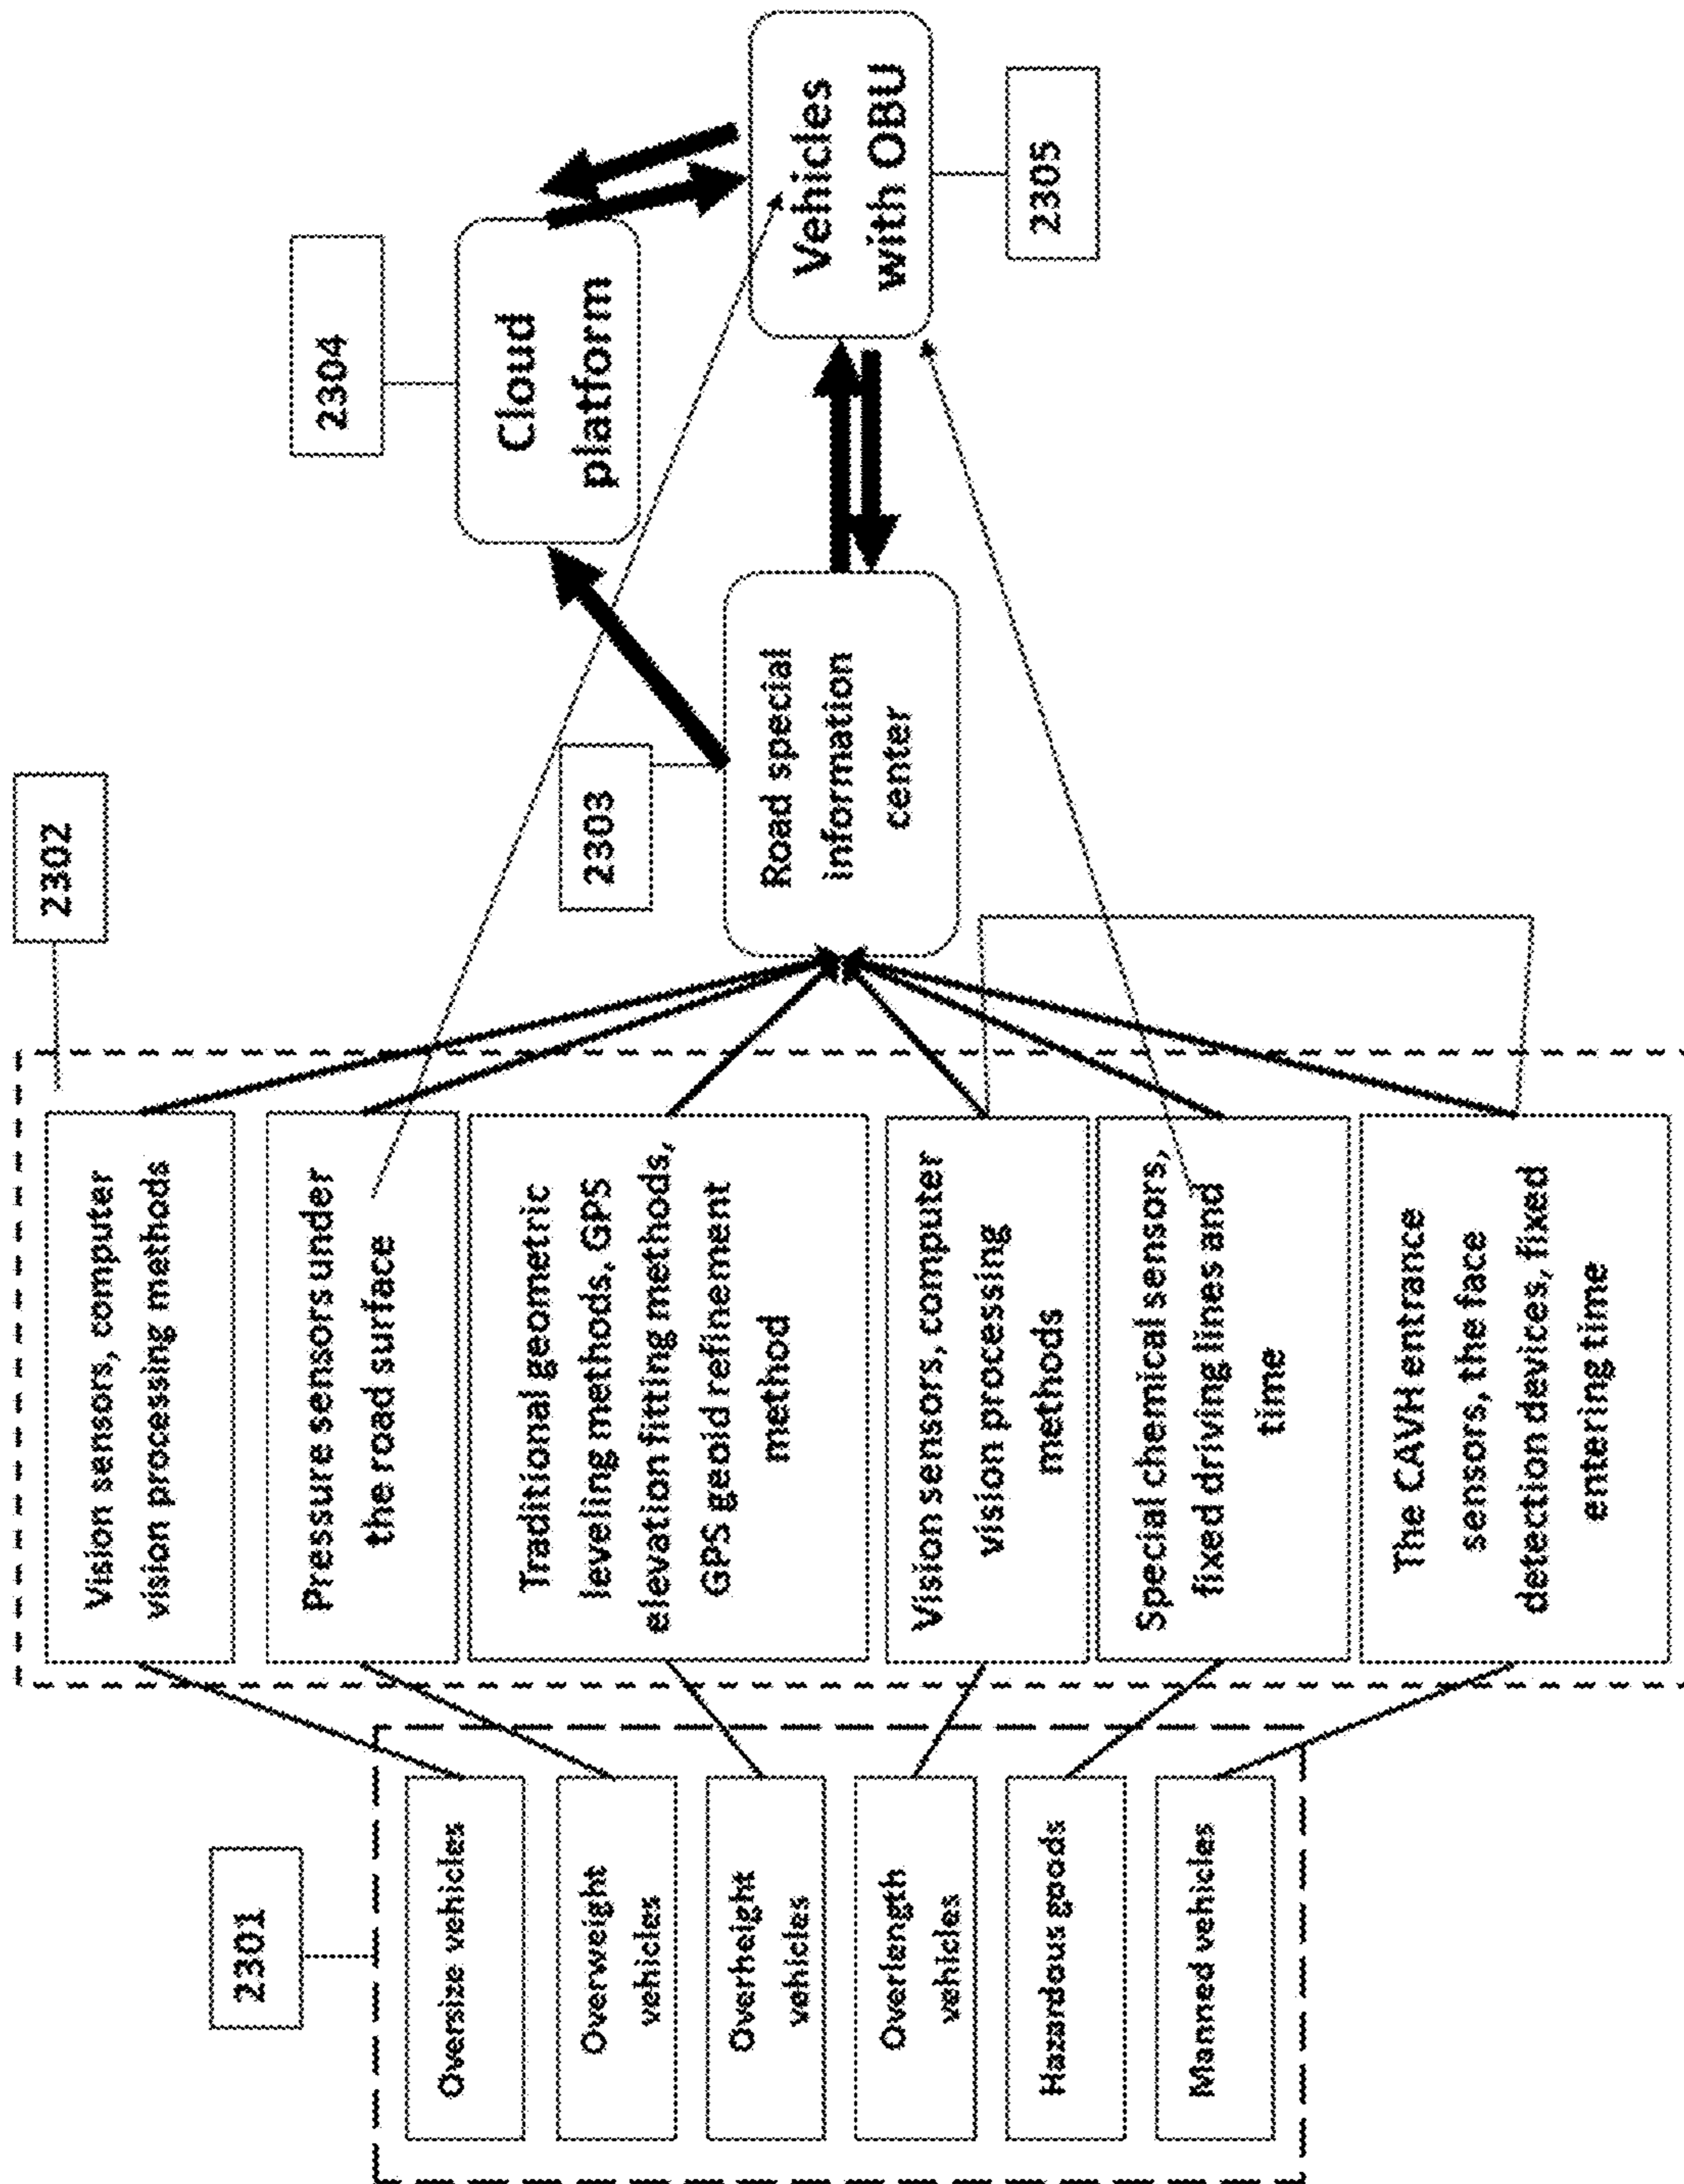 2301
Oversize vehicles
Overweight
vehicles
Overheight
vehicles
Overlength
vehicles
Hazardous goods
Manned vehicles
2302
Vision sensors, computer
vision processing methods
Pressure sensors under
the road surface
Traditional geometric
leveling methods, GPS
elevation fitting methods,
GPS geoid refinement
method
Vision sensors, computer
vision processing
methods
Special chemical sensors,
fixed driving lines and
time
The CAVH entrance
sensors, the face
detection devices, fixed
entering time
2303
Road special
information
center
2304
Cloud
platform
Vehicles
with OBU
2305